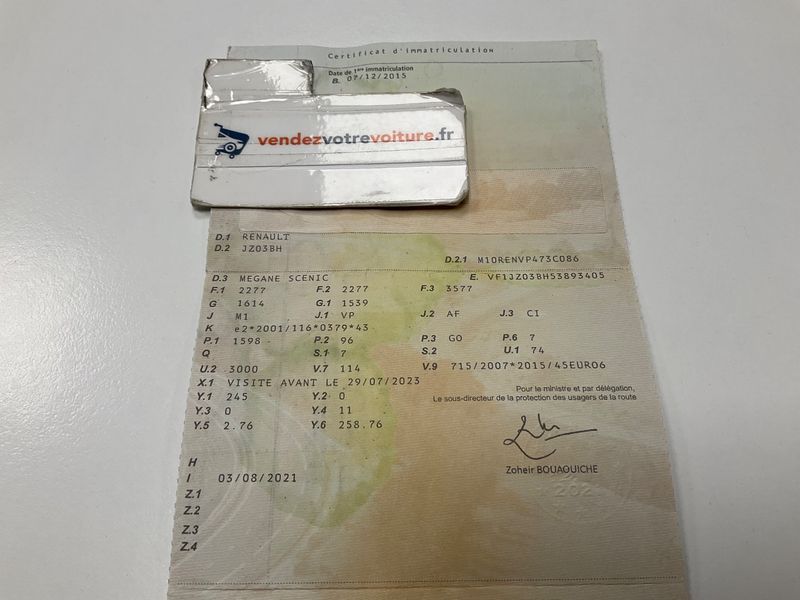 Certificat d'immatriculation
Date de 1ère immatriculation
B. 07/12/2015
vendezvotrevoiture.fr
D.1 RENAULT
D.2 JZ03BH
D.2.1 M10RENVP473C086
D.3 MEGANE SCENIC E. VF1JZ03BH53893405
F.1 2277 F.2 2277 F.3 3577
G 1614 G.1 1539
J M1 J.1 VP J.2 AF J.3 CI
K e2*2001/116*0379*43
P.1 1598 P.2 96 P.3 GO P.6 7
Q S.1 7 S.2 U.1 74
U.2 3000 V.7 114 V.9 715/2007*2015/45EURO6
X.1 VISITE AVANT LE 29/07/2023
Y.1 245 Y.2 0
Y.3 0 Y.4 11
Y.5 2.76 Y.6 258.76
Pour le ministre et par délégation,
Le sous-directeur de la protection des usagers de la route
Zoheir BOUAOUICHE
H
I 03/08/2021
Z.1
Z.2
Z.3
Z.4